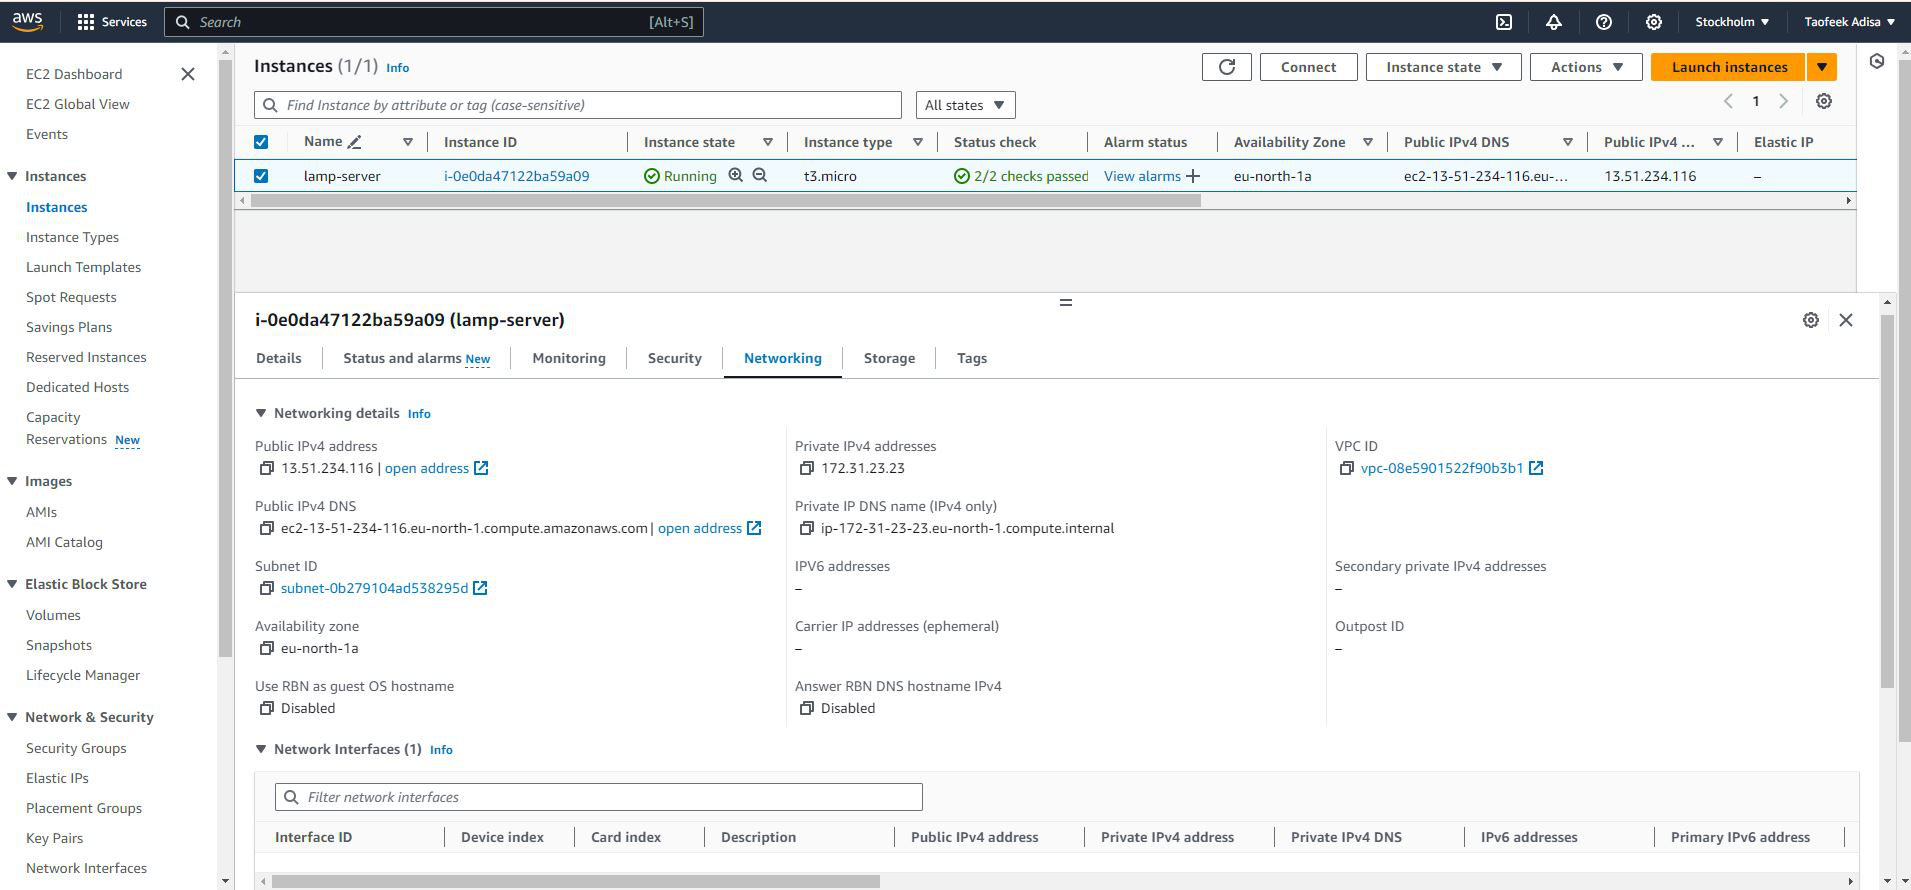 aws Services Search [Alt+S] Stockholm Taofeek Adisa
EC2 Dashboard
EC2 Global View
Events
Instances
Instances
Instance Types
Launch Templates
Spot Requests
Savings Plans
Reserved Instances
Dedicated Hosts
Capacity
Reservations New
Images
AMIs
AMI Catalog
Elastic Block Store
Volumes
Snapshots
Lifecycle Manager
Network & Security
Security Groups
Elastic IPs
Placement Groups
Key Pairs
Network Interfaces
Instances (1/1) Info Connect Instance state Actions Launch instances
Find Instance by attribute or tag (case-sensitive) All states 1
Name Instance ID Instance state Instance type Status check Alarm status Availability Zone Public IPv4 DNS Public IPv4 ... Elastic IP
lamp-server i-0e0da47122ba59a09 Running t3.micro 2/2 checks passed View alarms eu-north-1a ec2-13-51-234-116.eu-... 13.51.234.116 –
i-0e0da47122ba59a09 (lamp-server)
Details Status and alarms New Monitoring Security Networking Storage Tags
Networking details Info
Public IPv4 address Private IPv4 addresses VPC ID
13.51.234.116 | open address 172.31.23.23 vpc-08e5901522f90b3b1
Public IPv4 DNS Private IP DNS name (IPv4 only)
ec2-13-51-234-116.eu-north-1.compute.amazonaws.com | open address ip-172-31-23-23.eu-north-1.compute.internal
Subnet ID IPV6 addresses Secondary private IPv4 addresses
subnet-0b279104ad538295d – –
Availability zone Carrier IP addresses (ephemeral) Outpost ID
eu-north-1a – –
Use RBN as guest OS hostname Answer RBN DNS hostname IPv4
Disabled Disabled
Network Interfaces (1) Info
Filter network interfaces
Interface ID Device index Card index Description Public IPv4 address Private IPv4 address Private IPv4 DNS IPv6 addresses Primary IPv6 address